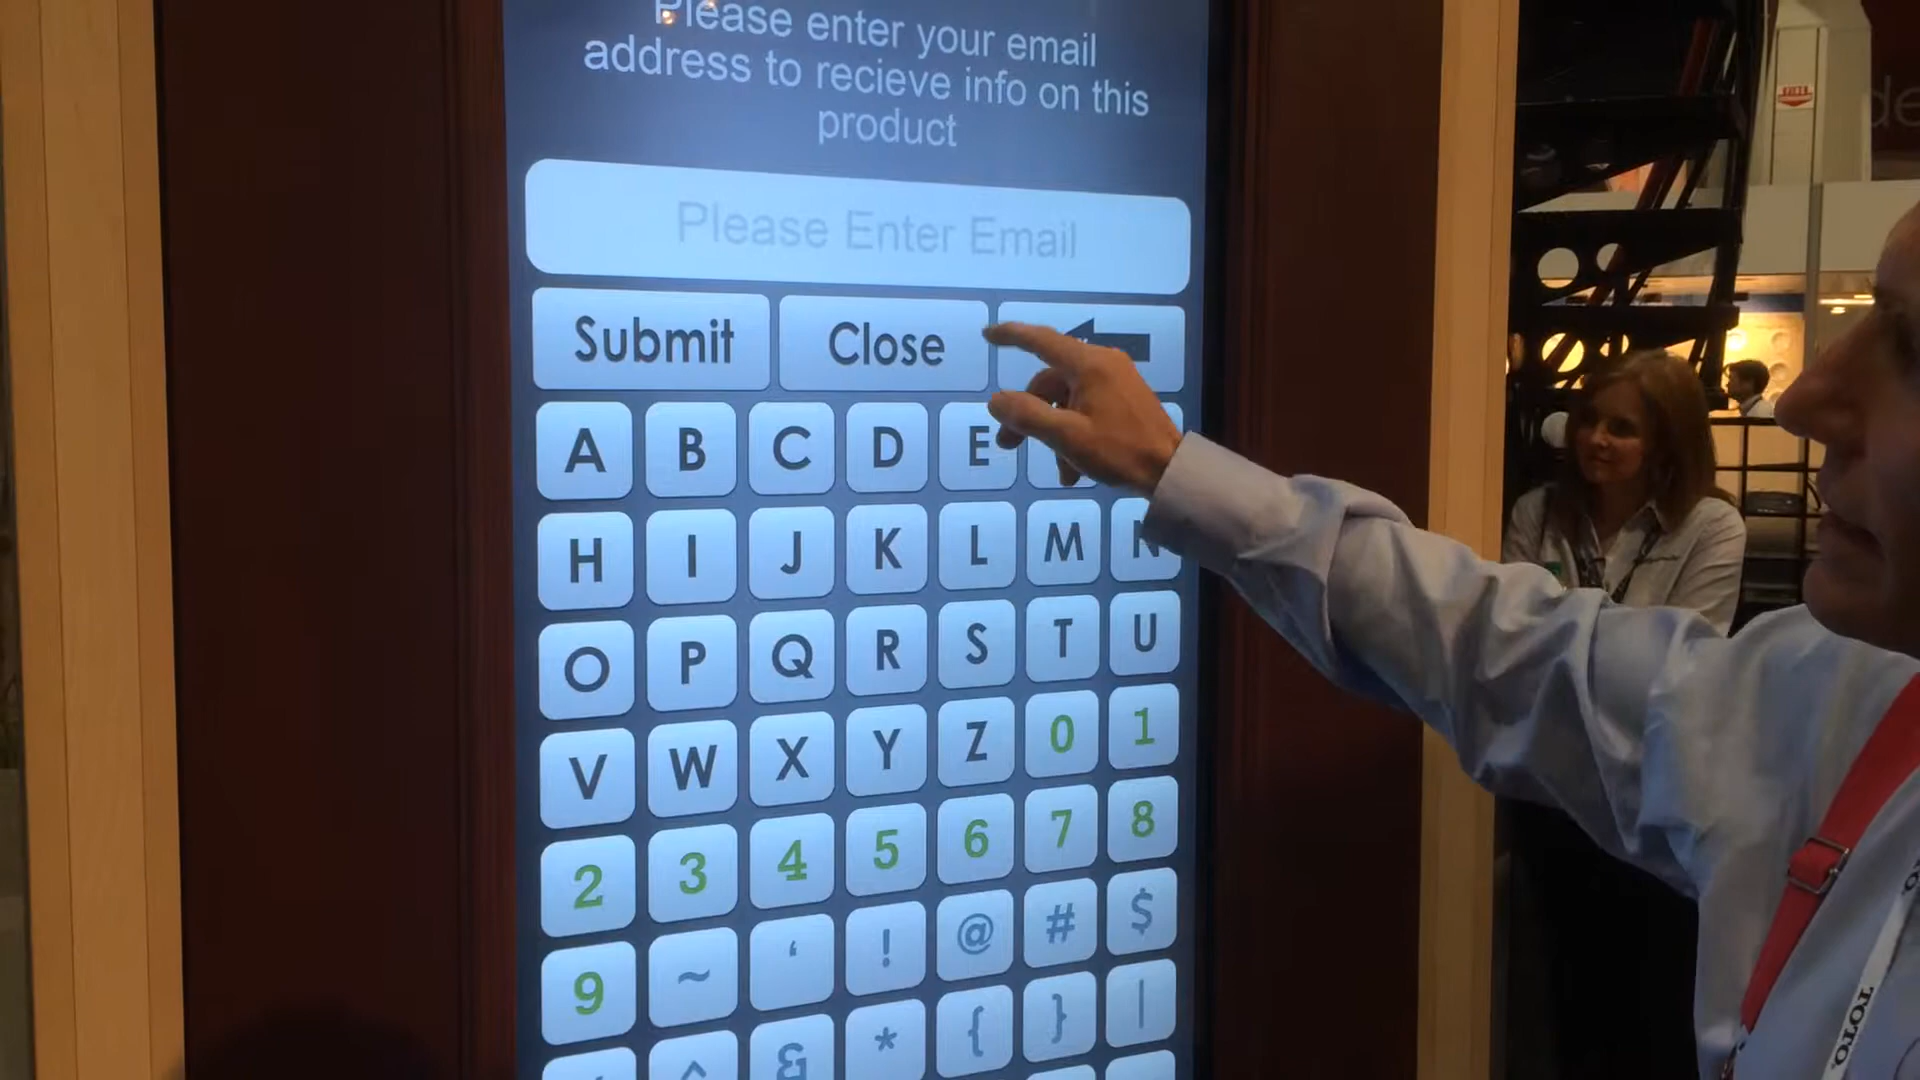 Please enter your email
address to recieve info on this
product
Please Enter Email
Submit Close
A B C D E
H I J K L M N
O P Q R S T U
V W X Y Z 0 1
2 3 4 5 6 7 8
9 ~ ‘ ! @ # $
^ & * { } |
de
TOTO